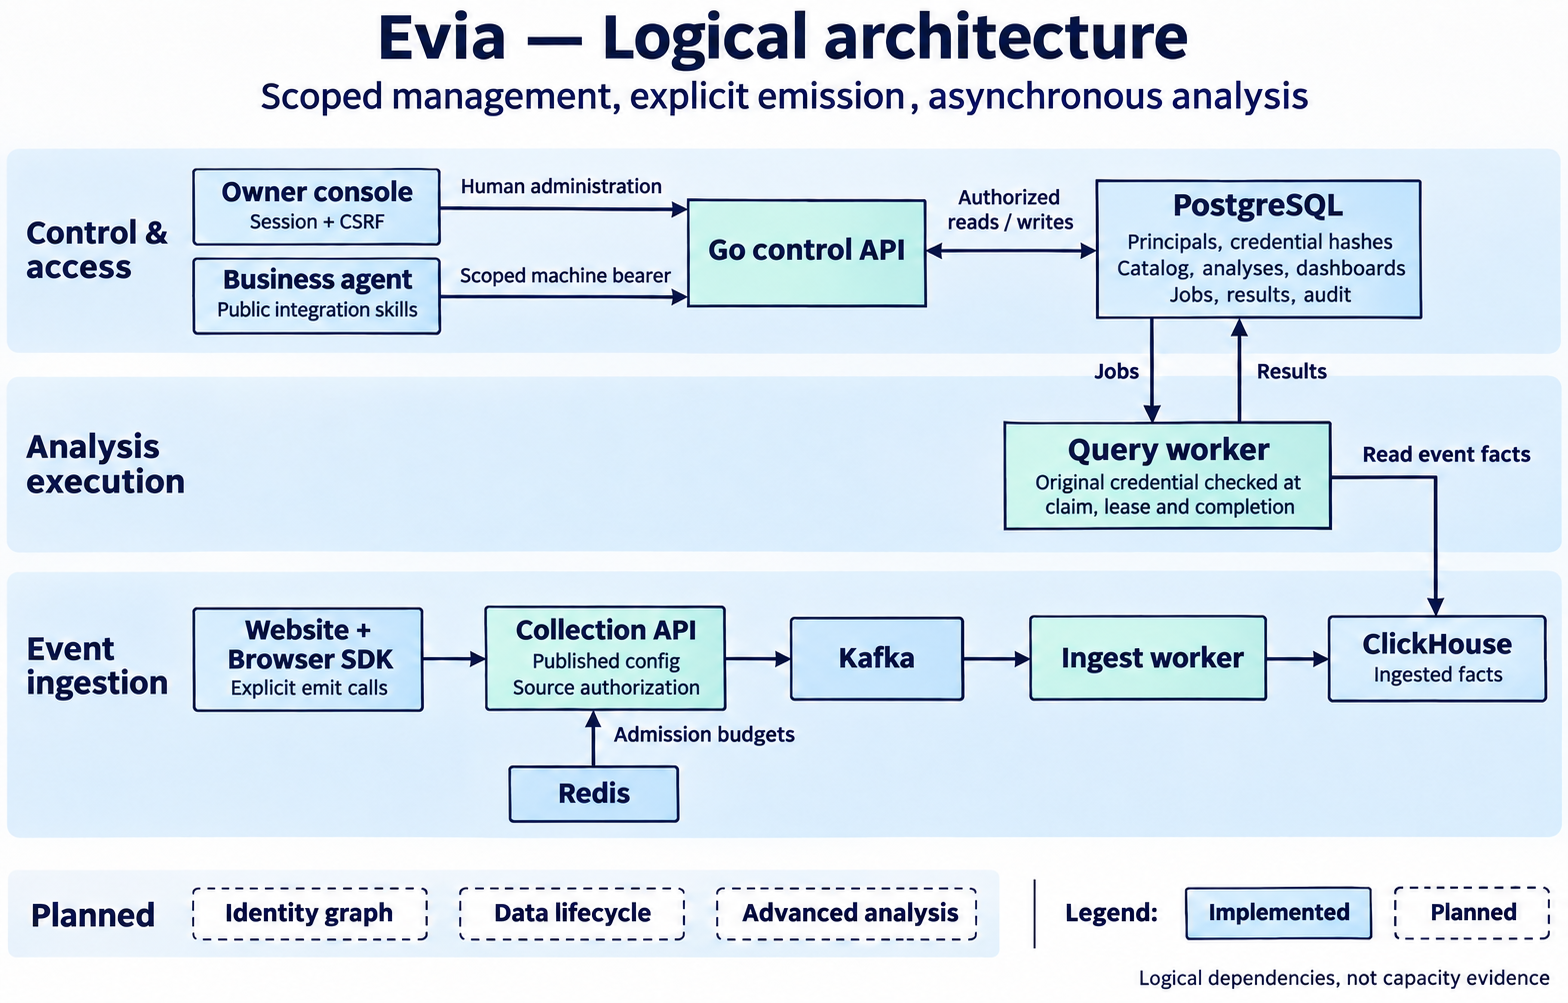 Evia — Logical architecture
Scoped management, explicit emission, asynchronous analysis
Control &
access
Owner console
Session + CSRF
Human administration
Business agent
Public integration skills
Scoped machine bearer
Go control API
Authorized
reads / writes
PostgreSQL
Principals, credential hashes
Catalog, analyses, dashboards
Jobs, results, audit
Jobs
Results
Analysis
execution
Query worker
Original credential checked at
claim, lease and completion
Read event facts
Event
ingestion
Website +
Browser SDK
Explicit emit calls
Collection API
Published config
Source authorization
Kafka
Ingest worker
ClickHouse
Ingested facts
Admission budgets
Redis
Planned
Identity graph
Data lifecycle
Advanced analysis
Legend:
Implemented
Planned
Logical dependencies, not capacity evidence